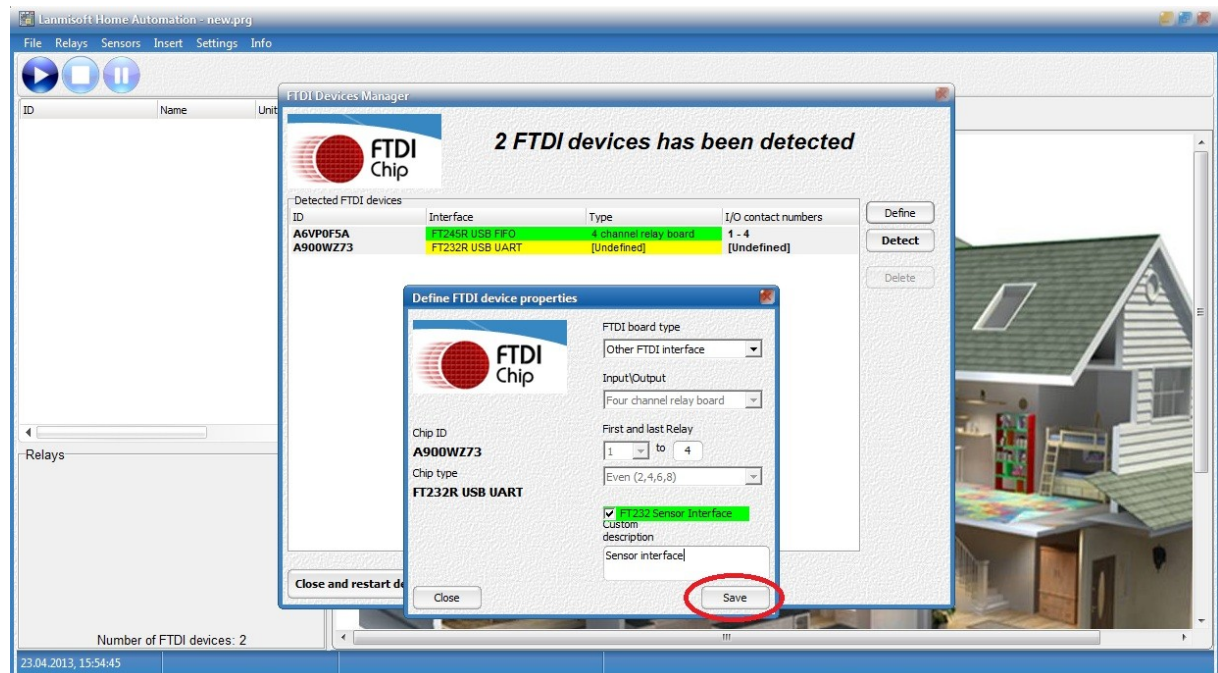 Lanmisoft Home Automation - new.prg
File Relays Sensors Insert Settings Info
ID Name Unit
FTDI Devices Manager
FTDI Chip
2 FTDI devices has been detected
Detected FTDI devices
ID Interface Type I/O contact numbers
A6VP0F5A FT245R USB FIFO 4 channel relay board 1 - 4
A900WZ73 FT232R USB UART [Undefined] [Undefined]
Define
Detect
Delete
Define FTDI device properties
FTDI Chip
FTDI board type
Other FTDI interface
Input\Output
Four channel relay board
Chip ID
A900WZ73
Chip type
FT232R USB UART
First and last Relay
1 to 4
Even (2,4,6,8)
FT232 Sensor Interface
Custom
description
Sensor interface
Close
Save
Close and restart de
Relays
Number of FTDI devices: 2
23.04.2013, 15:54:45